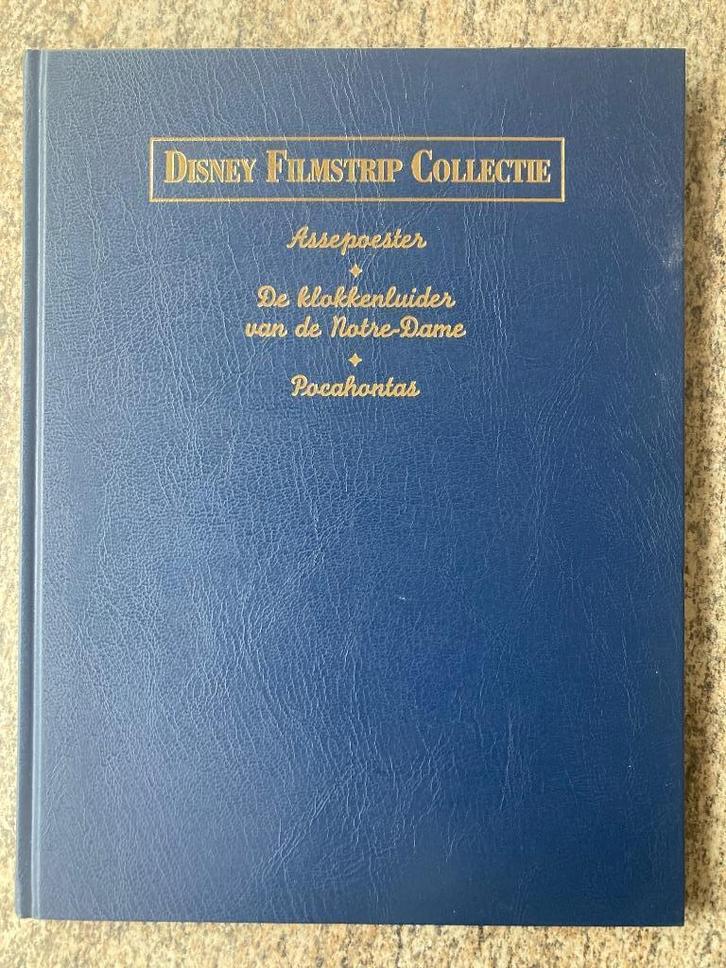 DISNEY FILMSTRIP COLLECTIE
Assepoester
De klokkenluider
van de Notre-Dame
Pocahontas